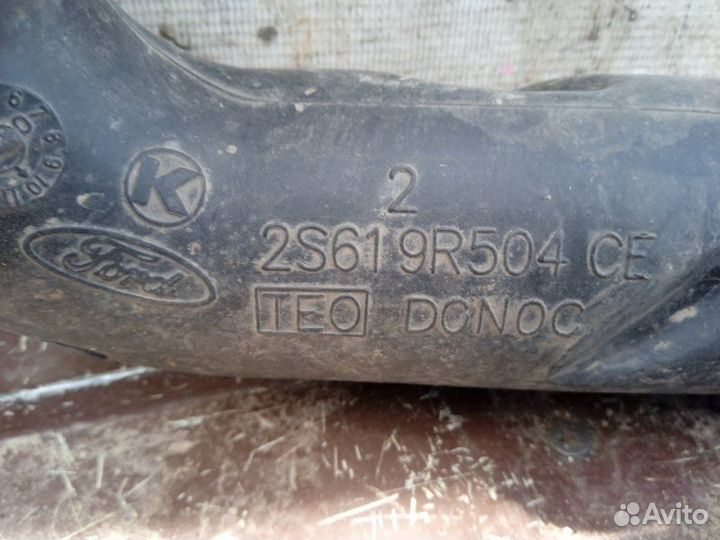 K
2
Ford
2S619R504 CE
TEO DONOC
Avito